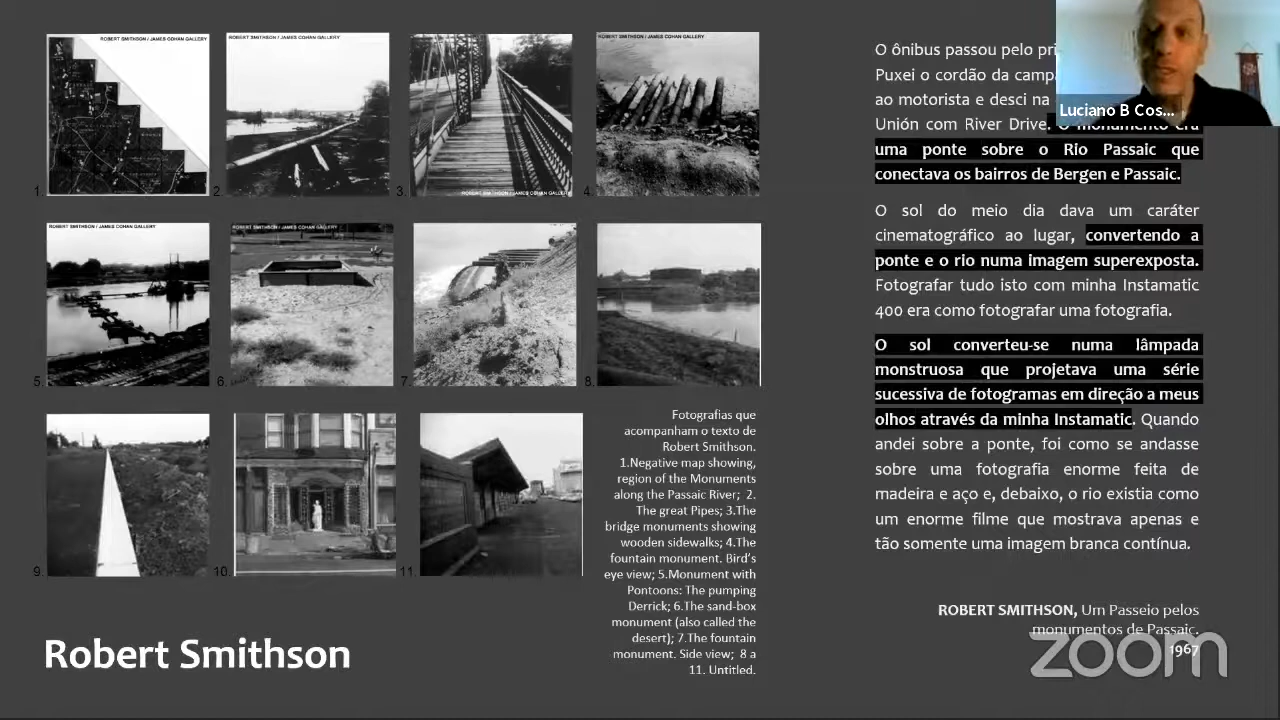 ROBERT SMITHSON / JAMES COHAN GALLERY
ROBERT SMITHSON / JAMES COHAN GALLERY
ROBERT SMITHSON / JAMES COHAN GALLERY
ROBERT SMITHSON / JAMES COHAN GALLERY
1.
2.
3.
4.
ROBERT SMITHSON / JAMES COHAN GALLERY
ROBERT SMITHSON / JAMES COHAN GALLERY
5.
6.
7.
8.
9.
10.
11.
Fotografias que
acompanham o texto de
Robert Smithson.
1.Negative map showing,
region of the Monuments
along the Passaic River; 2.
The great Pipes; 3.The
bridge monuments showing
wooden sidewalks; 4.The
fountain monument. Bird's
eye view; 5.Monument with
Pontoons: The pumping
Derrick; 6.The sand-box
monument (also called the
desert); 7.The fountain
monument. Side view; 8 a
11. Untitled.
Robert Smithson
O ônibus passou pelo
Puxei o cordão da
ao motorista e desci na
Unión com River Drive. O monumento era
uma ponte sobre o Rio Passaic que
conectava os bairros de Bergen e Passaic.
O sol do meio dia dava um caráter
cinematográfico ao lugar, convertendo a
ponte e o rio numa imagem superexposta.
Fotografar tudo isto com minha Instamatic
400 era como fotografar uma fotografia.
O sol converteu-se numa lâmpada
monstruosa que projetava uma série
sucessiva de fotogramas em direção a meus
olhos através da minha Instamatic. Quando
andei sobre a ponte, foi como se andasse
sobre uma fotografia enorme feita de
madeira e aço e, debaixo, o rio existia como
um enorme filme que mostrava apenas e
tão somente uma imagem branca contínua.
ROBERT SMITHSON, Um Passeio pelos
monumentos de Passaic.
1967
Luciano B Cos...
zoom